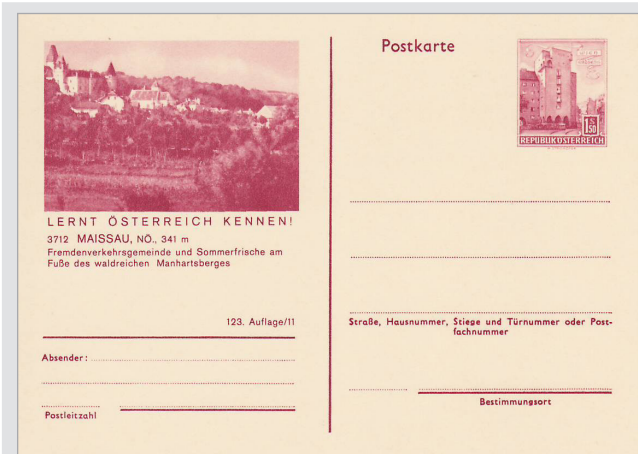 LERNT ÖSTERREICH KENNEN!
3712 MAISSAU, NÖ., 341 m
Fremdenverkehrsgemeinde und Sommerfrische am
Fuße des waldreichen Manhartsberges
123. Auflage/11
Absender:
Postleitzahl
Postkarte
WIEN
1 S
50
REPUBLIK ÖSTERREICH
Straße, Hausnummer, Stiege und Türnummer oder Post-
fachnummer
Bestimmungsort